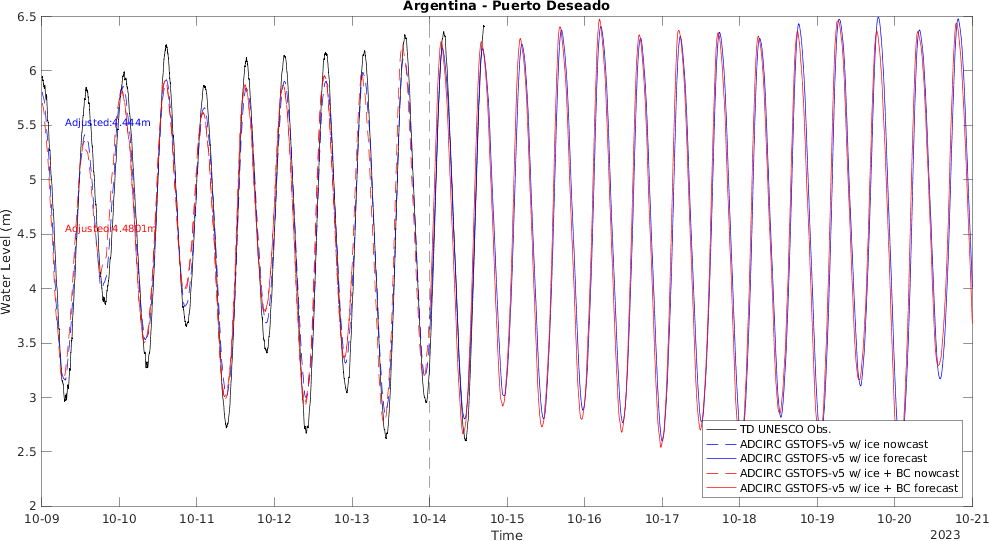 Argentina - Puerto Deseado
6.5
6
5.5
5
4.5
4
3.5
3
2.5
2
Water Level (m)
Adjusted:4.444m
Adjusted:4.4801m
TD UNESCO Obs.
ADCIRC GSTOFS-v5 w/ ice nowcast
ADCIRC GSTOFS-v5 w/ ice forecast
ADCIRC GSTOFS-v5 w/ ice + BC nowcast
ADCIRC GSTOFS-v5 w/ ice + BC forecast
10-09 10-10 10-11 10-12 10-13 10-14 10-15 10-16 10-17 10-18 10-19 10-20 10-21
Time
2023